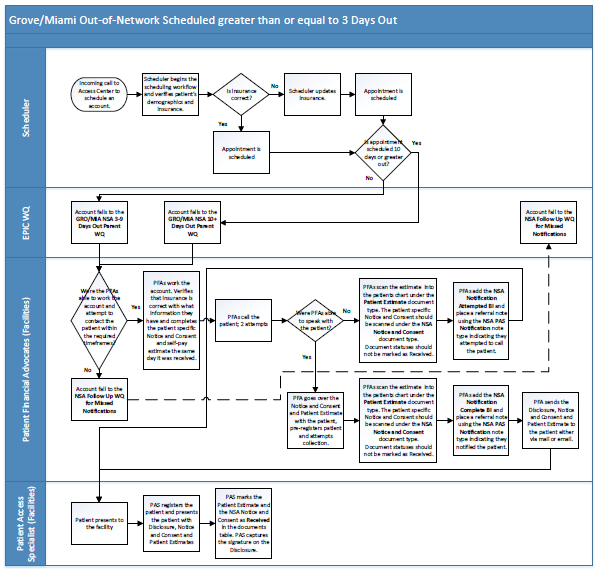 Grove/Miami Out-of-Network Scheduled greater than or equal to 3 Days Out
Scheduler
Incoming call to
Access Center to
schedule an
account.
Scheduler begins the
scheduling workflow
and verifies patient's
demographics and
insurance.
Is Insurance
correct?
No
Scheduler updates
insurance.
Appointment is
scheduled
Yes
Appointment is
scheduled
Is appointment
scheduled 10
days or greater
out?
Yes
No
EPIC WQ
Account falls to the
GRO/MIA NSA 3-9
Days Out Parent
WQ
Account falls to the
GRO/MIA NSA 10+
Days Out Parent
WQ
Account fall to the
NSA Follow Up WQ
for Missed
Notifications
Patient Financial Advocates (Facilities)
Were the PFAs
able to work the
account and
attempt to
contact the patient
within the
required
timeframe?
Yes
No
PFAs work the
account. Verifies
that Insurance is
correct with what
information they
have and completes
the patient specific
Notice and Consent
and self-pay
estimate the same
day it was received.
PFAs call the
patient; 2 attempts
Were PFAs able
to speak with
the patient?
No
Yes
PFAs scan the estimate into
the patients chart under the
Patient Estimate document
type. The patient specific
Notice and Consent should
be scanned under the NSA
Notice and Consent
document type.
Document statuses should
not be marked as Received.
PFAs add the NSA
Notification
Attempted BI and
place a referral note
using the NSA PAS
Notification note
type indicating they
attempted to call
the patient.
Account fall to the
NSA Follow Up WQ
for Missed
Notifications
PFA goes over the
Notice and Consent
and Patient Estimate
with the patient,
pre-registers patient
and attempts
collection.
PFAs scan the estimate into
the patients chart under the
Patient Estimate document
type. The patient specific
Notice and Consent should
be scanned under the NSA
Notice and Consent
document type.
Document statuses should
not be marked as Received.
PFAs add the NSA
Notification
Complete BI and
place a referral note
using the NSA PAS
Notification note
type indicating they
notified the patient.
PFA sends the
Disclosure, Notice
and Consent and
Patient Estimate to
the patient either
via mail or email.
Patient Access
Specialist (Facilities)
Patient presents to
the facility
PAS registers the
patient and presents
the patient with
Disclosure, Notice
and Consent and
Patient Estimates
PAS marks the
Patient Estimate and
the NSA Notice and
Consent as Received
in the documents
table. PAS captures
the signature on the
Disclosure.